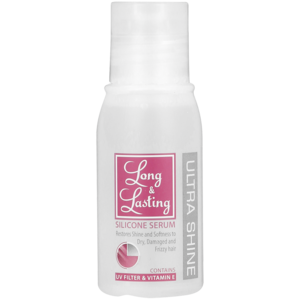 Long
&
Lasting
SILICONE SERUM
Restores Shine and Softness to
Dry, Damaged and
Frizzy hair
CONTAINS
UV FILTER & VITAMIN E
ULTRA SHINE